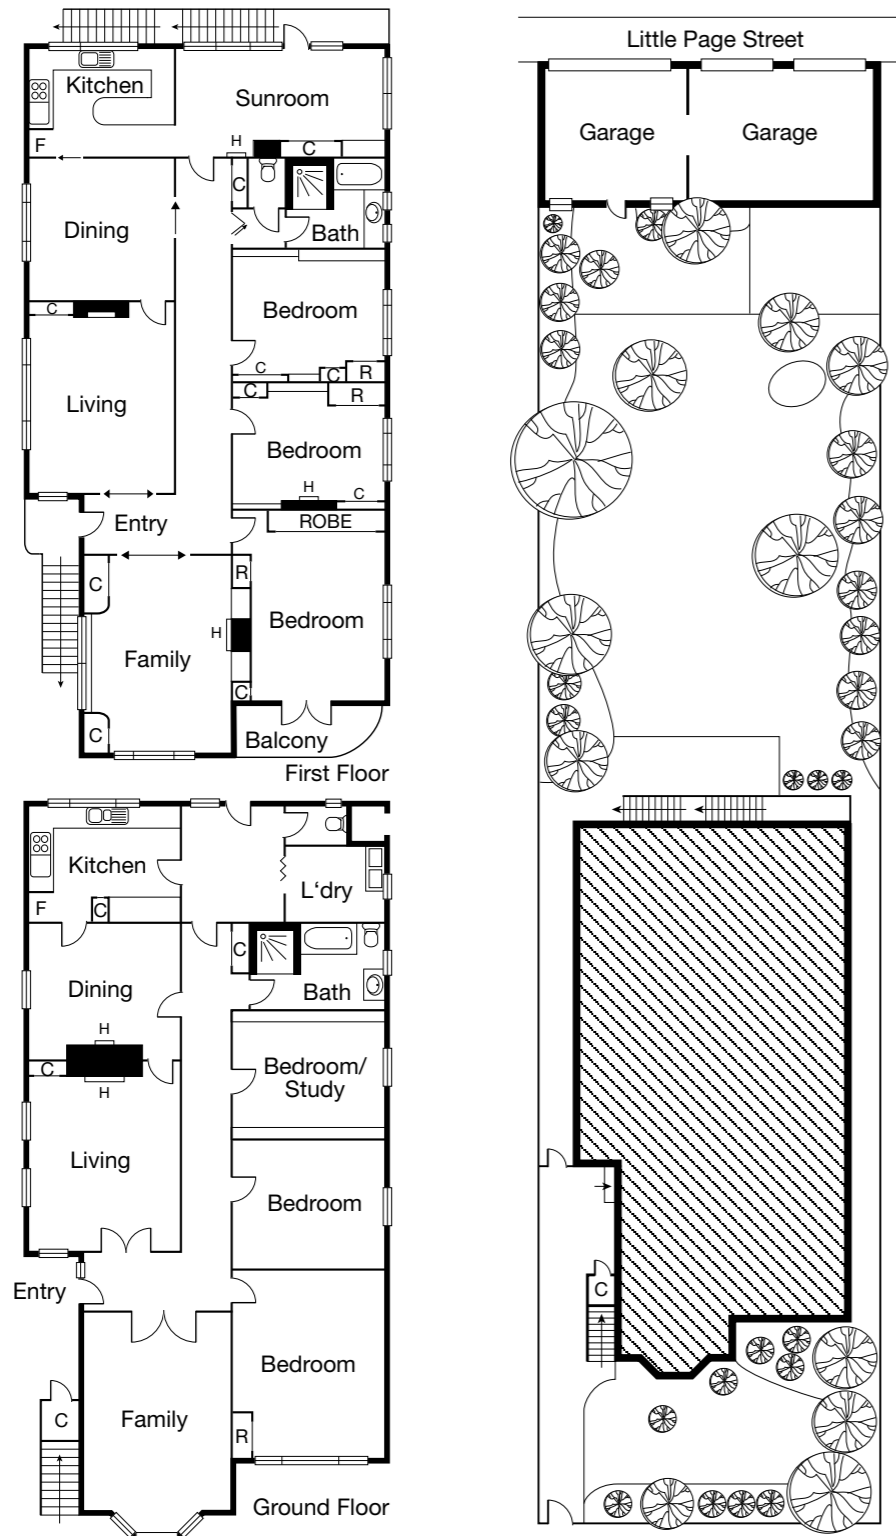 Kitchen
Sunroom
F
H
C
C
Dining
Bath
C
Bedroom
C
C
R
Living
C
R
Bedroom
H
C
Entry
ROBE
C
R
Bedroom
H
Family
C
C
Balcony
First Floor
Kitchen
L'dry
F
C
C
Dining
Bath
H
C
H
Bedroom/
Study
Living
Bedroom
Entry
Bedroom
C
Family
R
Ground Floor
Little Page Street
Garage
Garage
C